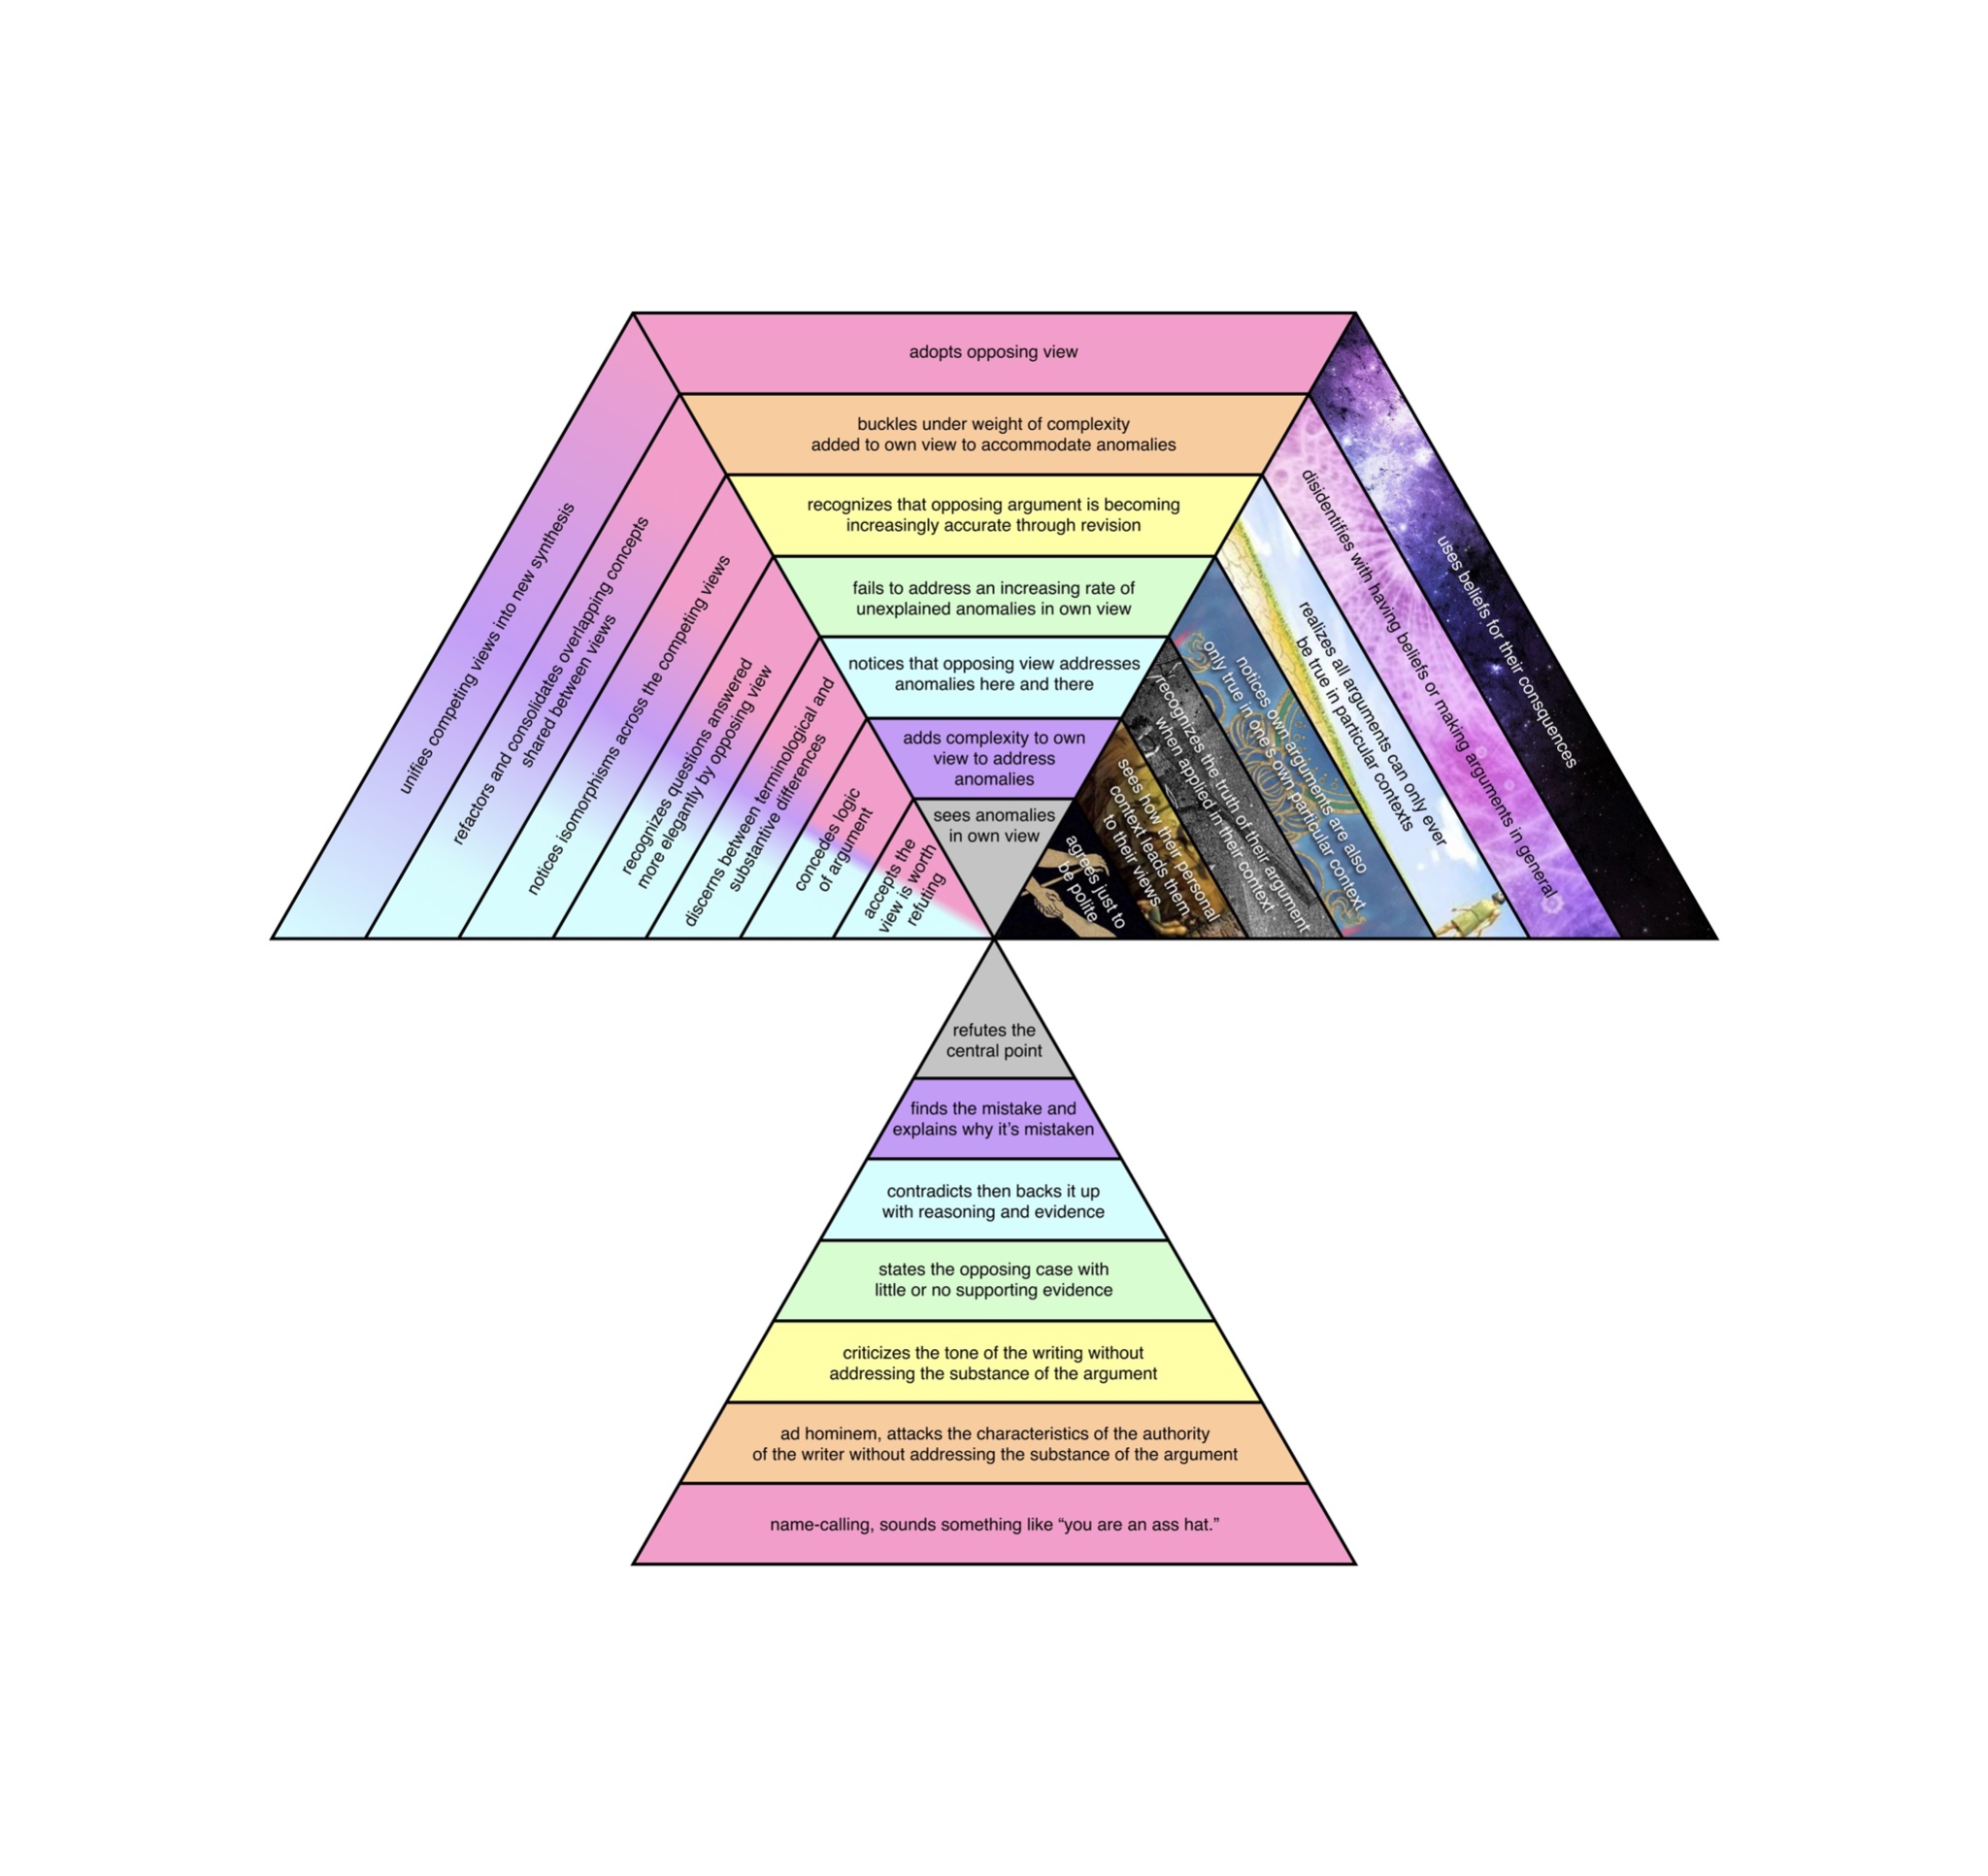 adopts opposing view
buckles under weight of complexity
added to own view to accommodate anomalies
recognizes that opposing argument is becoming
increasingly accurate through revision
fails to address an increasing rate of
unexplained anomalies in own view
notices that opposing view addresses
anomalies here and there
adds complexity to own
view to address
anomalies
sees anomalies
in own view
unifies competing views into new synthesis
refactors and consolidates overlapping concepts
shared between views
notices isomorphisms across the competing views
recognizes questions answered
more elegantly by opposing view
discerns between terminological and
substantive differences
concedes logic
of argument
accepts the
view is worth
refuting
agrees just to
be polite
sees how their personal
context leads them
to their views
recognizes the truth of their argument
when applied in their context
notices own arguments are also
only true in one's own particular context
realizes all arguments can only ever
be true in particular contexts
disidentifies with having beliefs or making arguments in general
uses beliefs for their consquences
refutes the
central point
finds the mistake and
explains why it’s mistaken
contradicts then backs it up
with reasoning and evidence
states the opposing case with
little or no supporting evidence
criticizes the tone of the writing without
addressing the substance of the argument
ad hominem, attacks the characteristics of the authority
of the writer without addressing the substance of the argument
name-calling, sounds something like “you are an ass hat.”